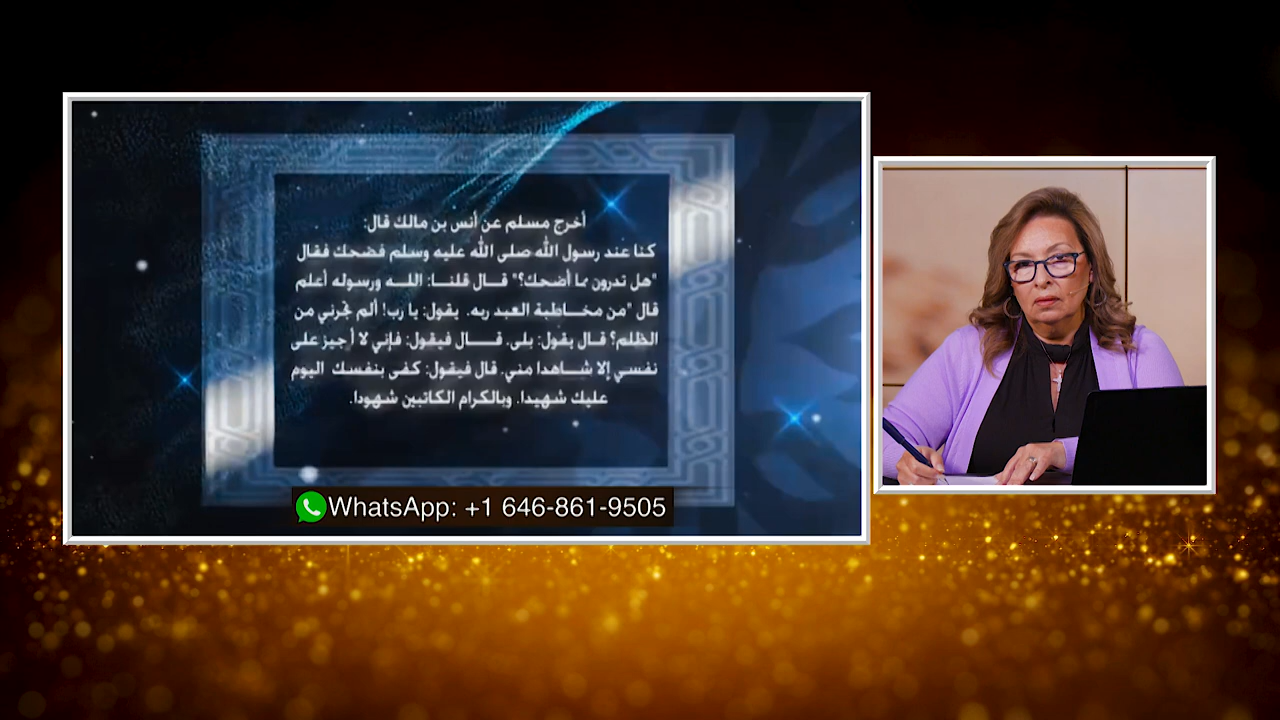 أخرج مسلم عن أنس بن مالك قال:
كنا عند رسول الله صلى الله عليه وسلم فضحك فقال
"هل تدرون مما أضحك؟" قال قلنا: الله ورسوله أعلم
قال "من مخاطبة العبد ربه. يقول: يا رب! ألم تجرني من
الظلم؟ قال يقول: بلى. قال فيقول: فإني لا أجيز على
نفسي إلا شاهدا مني. قال فيقول: كفى بنفسك اليوم
عليك شهيدا. وبالكرام الكاتبين شهودا.
WhatsApp: +1 646-861-9505